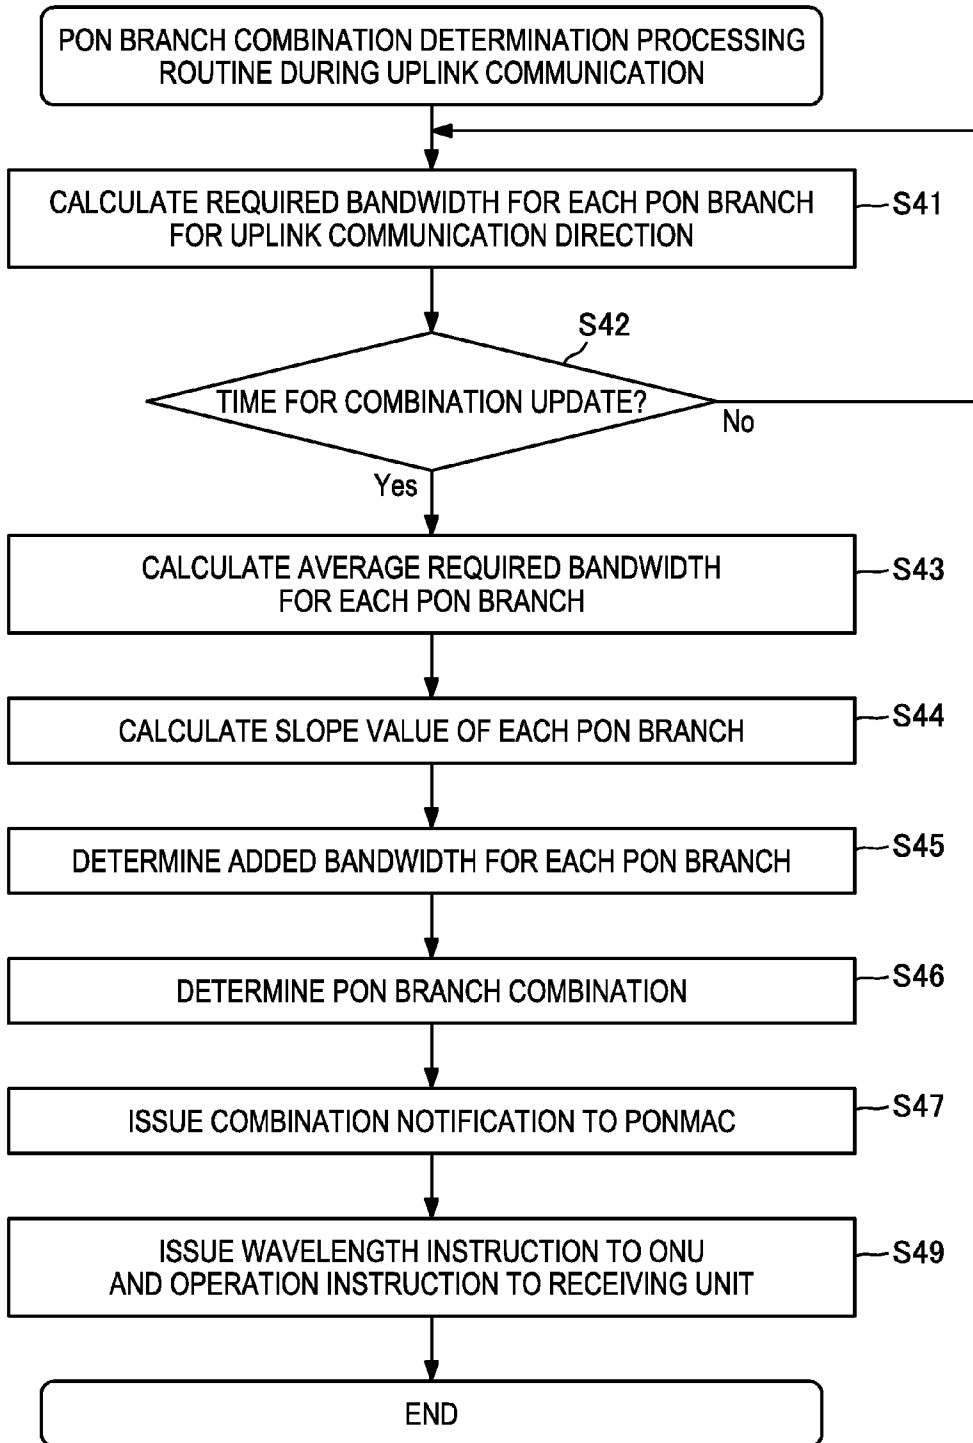 PON BRANCH COMBINATION DETERMINATION PROCESSING
ROUTINE DURING UPLINK COMMUNICATION
CALCULATE REQUIRED BANDWIDTH FOR EACH PON BRANCH
FOR UPLINK COMMUNICATION DIRECTION
S41
S42
TIME FOR COMBINATION UPDATE?
No
Yes
CALCULATE AVERAGE REQUIRED BANDWIDTH
FOR EACH PON BRANCH
S43
CALCULATE SLOPE VALUE OF EACH PON BRANCH
S44
DETERMINE ADDED BANDWIDTH FOR EACH PON BRANCH
S45
DETERMINE PON BRANCH COMBINATION
S46
ISSUE COMBINATION NOTIFICATION TO PONMAC
S47
ISSUE WAVELENGTH INSTRUCTION TO ONU
AND OPERATION INSTRUCTION TO RECEIVING UNIT
S49
END